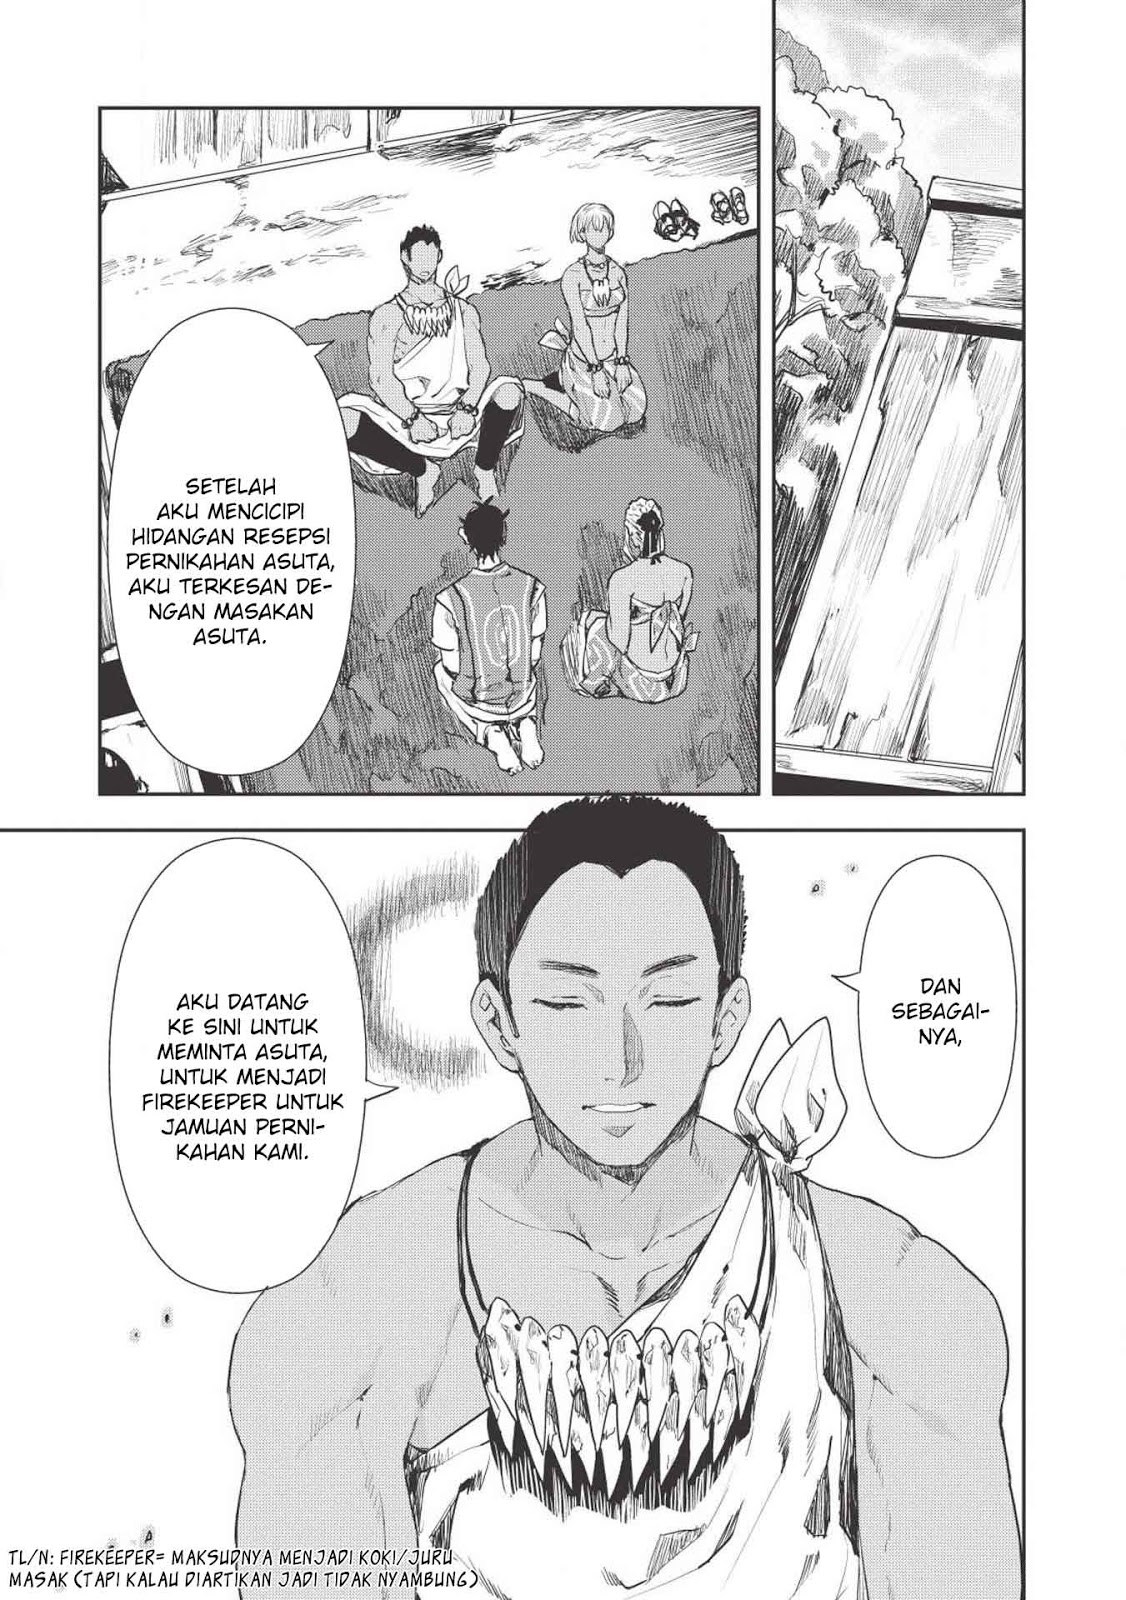 SETELAH
AKU MENCICIPI
HIDANGAN RESEPSI
PERNIKAHAN ASUTA,
AKU TERKESAN DE-
NGAN MASAKAN
ASUTA.
DAN
SEBAGAI-
NYA,
AKU DATANG
KE SINI UNTUK
MEMINTA ASUTA,
UNTUK MENJADI
FIREKEEPER UNTUK
JAMUAN PERNI-
KAHAN KAMI.
TL/N: FIREKEEPER= MAKSUDNYA MENJADI KOKI/JURU
MASAK (TAPI KALAU DIARTIKAN JADI TIDAK NYAMBUNG)